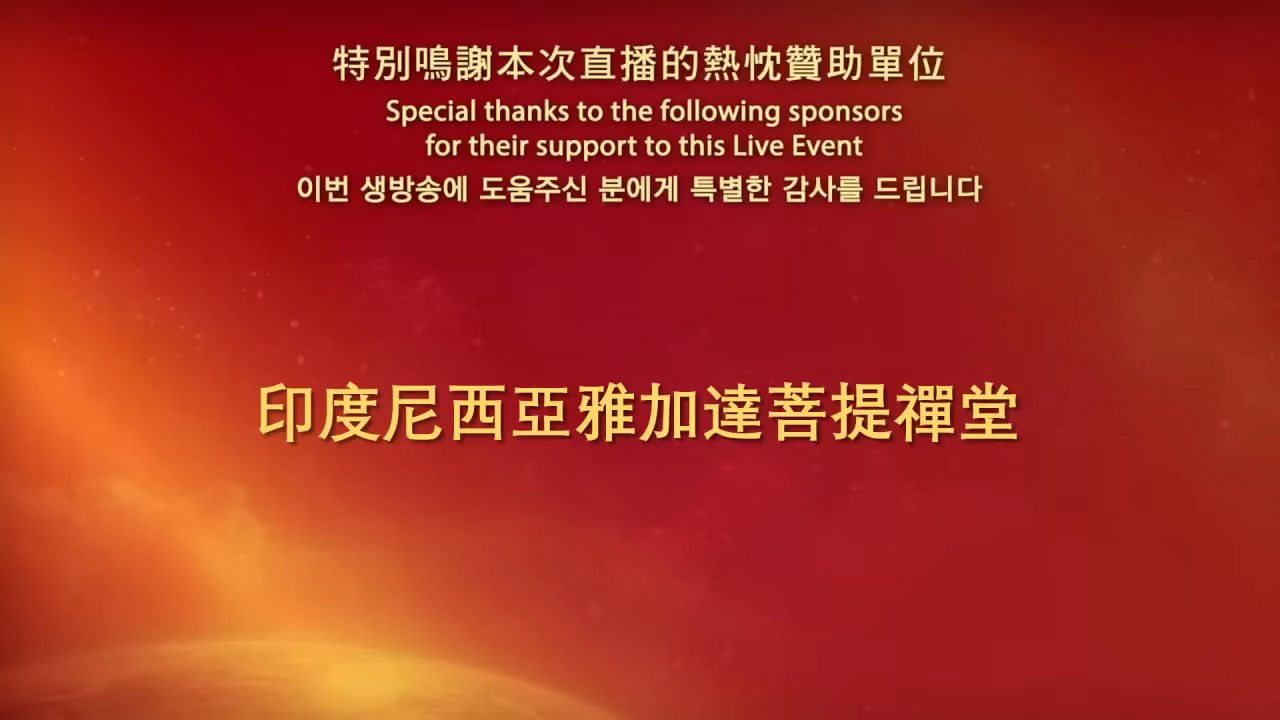 特別鳴謝本次直播的熱忱贊助單位
Special thanks to the following sponsors
for their support to this Live Event
이번 생방송에 도움주신 분에게 특별한 감사를 드립니다
印度尼西亞雅加達菩提禪堂